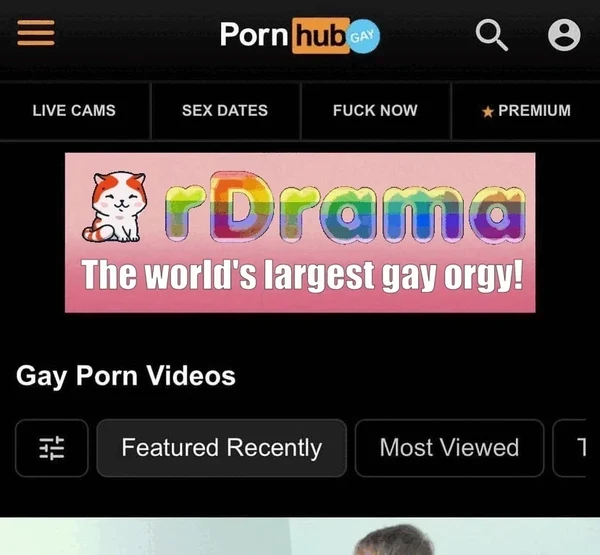 Porn hub GAY
LIVE CAMS
SEX DATES
FUCK NOW
★ PREMIUM
rDrama
The world's largest gay orgy!
Gay Porn Videos
Featured Recently
Most Viewed